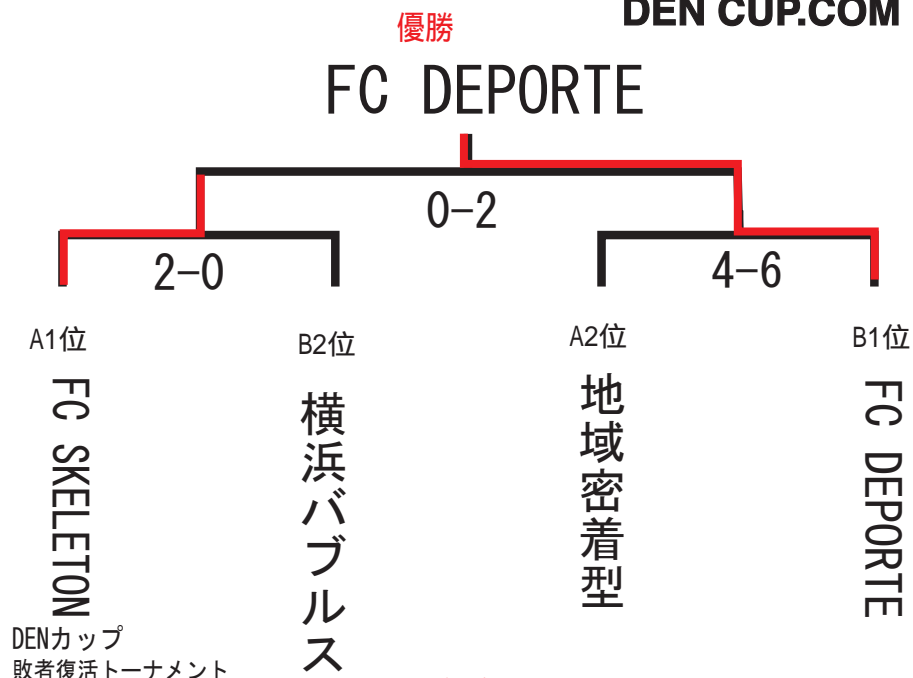 DEN CUP.COM
優勝
FC DEPORTE
0-2
2-0
4-6
A1位
B2位
A2位
B1位
FC SKELETON
横浜バブルス
地域密着型
FC DEPORTE
DENカップ
敗者復活トーナメント